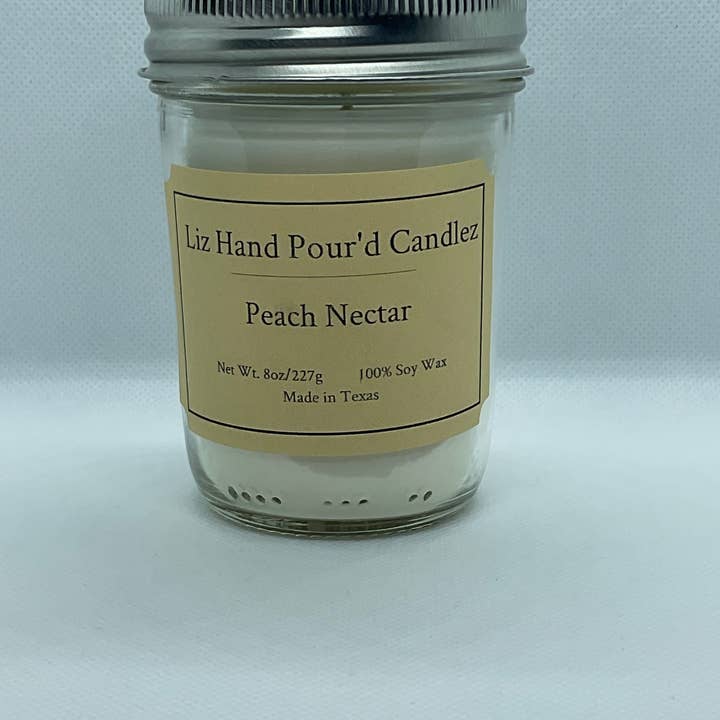 Liz Hand Pour'd Candlez
Peach Nectar
Net Wt. 8oz/227g 100% Soy Wax
Made in Texas